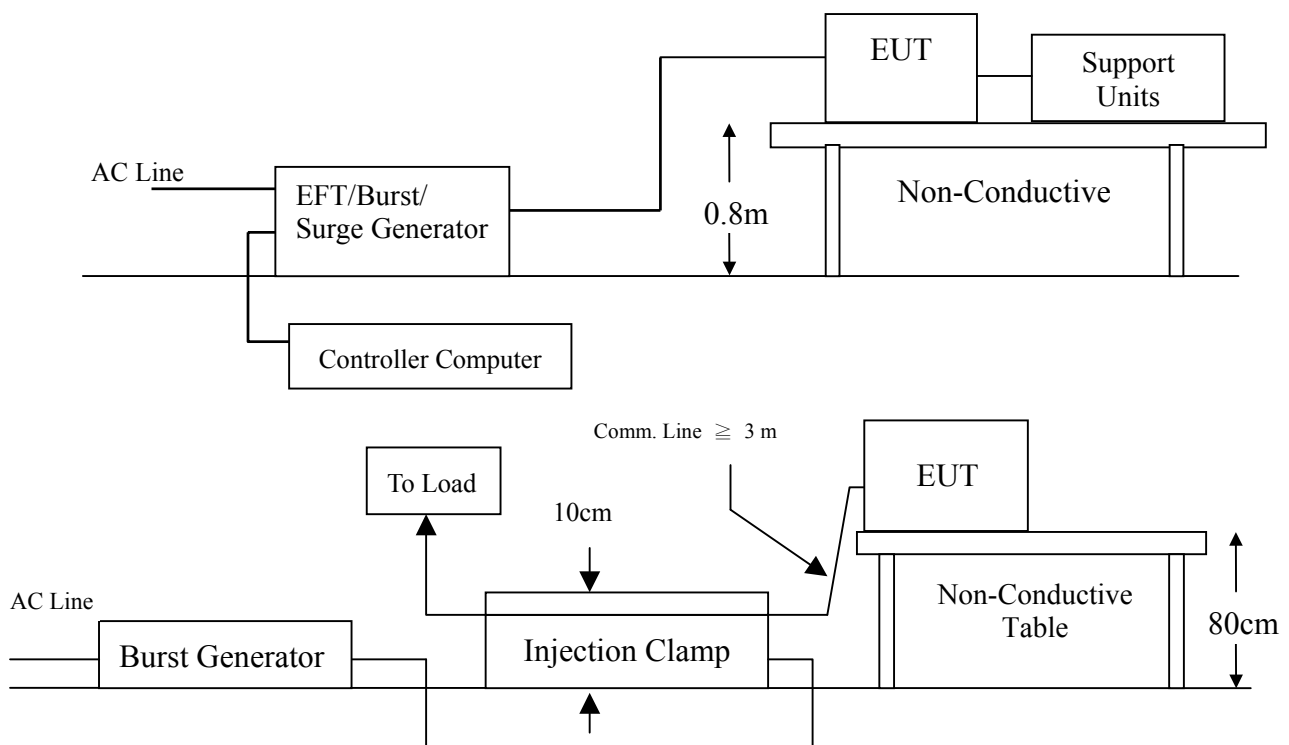 EUT
Support
Units
AC Line
EFT/Burst/
Surge Generator
0.8m
Non-Conductive
Controller Computer
Comm. Line ≧ 3 m
To Load
EUT
10cm
AC Line
Burst Generator
Injection Clamp
Non-Conductive
Table
80cm